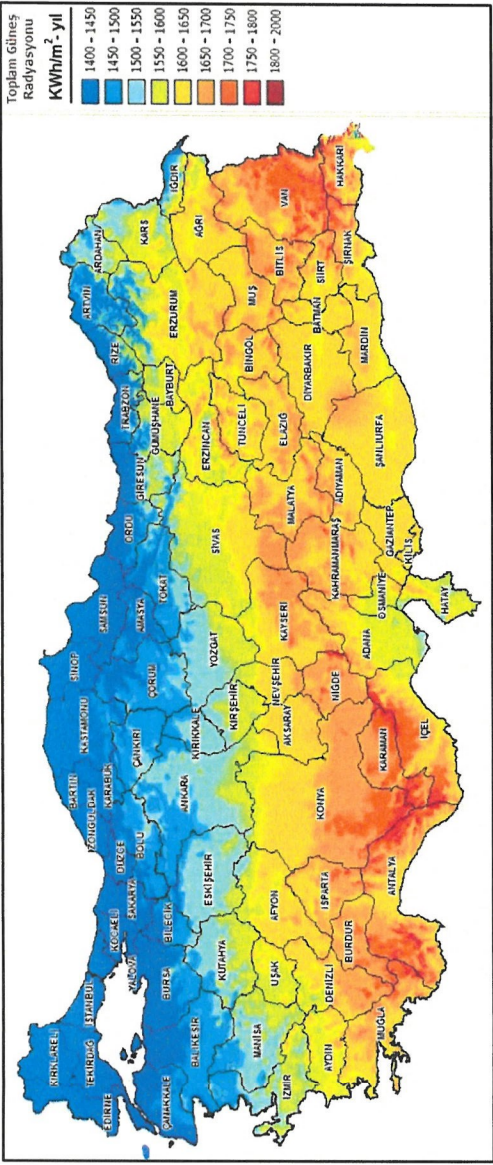 Toplam Güneş
Radyasyonu
KWh/m²- yıl
1400 - 1450
1450 - 1500
1500 - 1550
1550 - 1600
1600 - 1650
1650 - 1700
1700 - 1750
1750 - 1800
1800 - 2000
KIRKLARELİ
EDİRNE
TEKİRDAĞ
İSTANBUL
ÇANAKKALE
YALOVA
KOCAELİ
SAKARYA
DÜZCE
ZONGULDAK
BARTIN
KARABÜK
KASTAMONU
SİNOP
SAMSUN
ORDU
GİRESUN
TRABZON
RİZE
ARTVİN
ARDAHAN
BALIKESİR
BURSA
BİLECİK
BOLU
ÇANKIRI
ÇORUM
AMASYA
TOKAT
GÜMÜŞHANE
BAYBURT
KARS
IĞDIR
KÜTAHYA
ESKİŞEHİR
ANKARA
KIRIKKALE
YOZGAT
SİVAS
ERZİNCAN
ERZURUM
AĞRI
MANİSA
İZMİR
UŞAK
AFYON
KIRŞEHİR
NEVŞEHİR
AKSARAY
KAYSERİ
MALATYA
TUNCELİ
ELAZIĞ
BİNGÖL
MUŞ
BİTLİS
VAN
AYDIN
DENİZLİ
BURDUR
ISPARTA
KONYA
NİĞDE
KAHRAMANMARAŞ
ADIYAMAN
DİYARBAKIR
BATMAN
SİİRT
ŞIRNAK
HAKKARİ
MUĞLA
ANTALYA
KARAMAN
İÇEL
ADANA
OSMANİYE
GAZİANTEP
KİLİS
HATAY
ŞANLIURFA
MARDİN